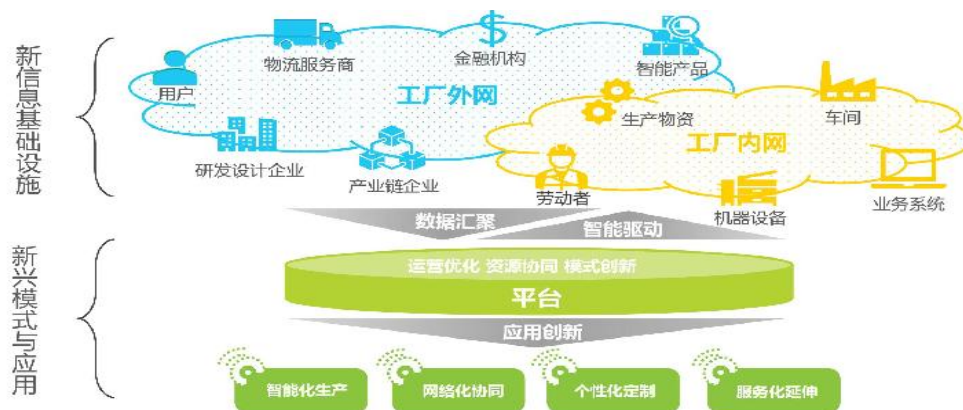 新信息基础设施
用户
物流服务商
金融机构
智能产品
工厂外网
生产物资
车间
工厂内网
研发设计企业
产业链企业
劳动者
机器设备
业务系统
数据汇聚
智能驱动
新兴模式与应用
运营优化 资源协同 模式创新
平台
应用创新
智能化生产
网络化协同
个性化定制
服务化延伸